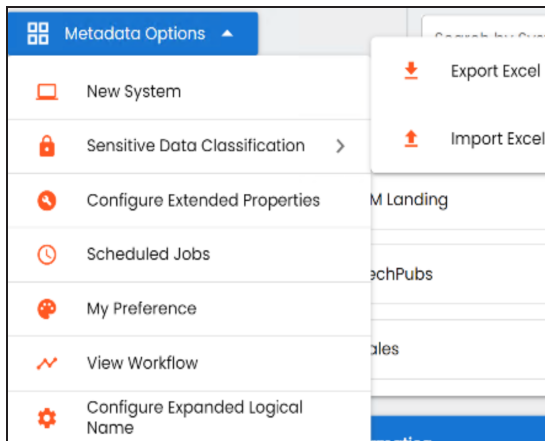 Metadata Options
New System
Sensitive Data Classification
Configure Extended Properties
Scheduled Jobs
My Preference
View Workflow
Configure Expanded Logical
Name
Export Excel
Import Excel
M Landing
echPubs
ales